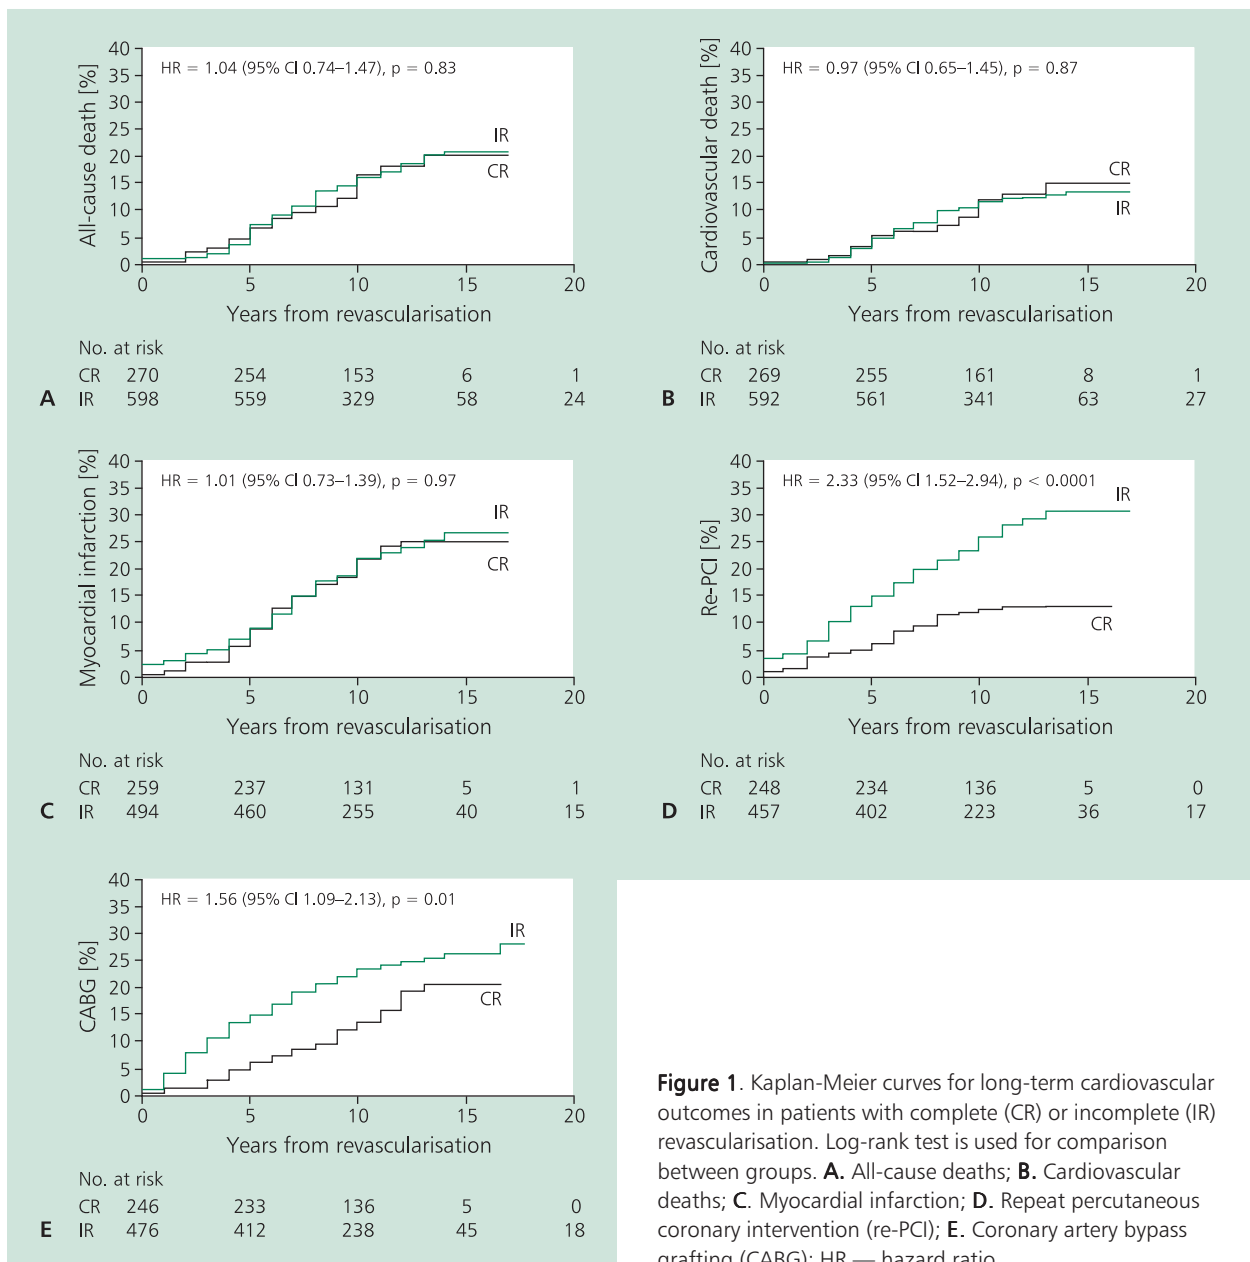 HR = 1.04 (95% CI 0.74–1.47), p = 0.83
All-cause death [%]
40
35
30
25
20
15
10
5
0
IR
CR
0 5 10 15 20
Years from revascularisation
No. at risk
CR 270 254 153 6 1
A IR 598 559 329 58 24
HR = 0.97 (95% CI 0.65–1.45), p = 0.87
Cardiovascular death [%]
40
35
30
25
20
15
10
5
0
CR
IR
0 5 10 15 20
Years from revascularisation
No. at risk
CR 269 255 161 8 1
B IR 592 561 341 63 27
HR = 1.01 (95% CI 0.73–1.39), p = 0.97
Myocardial infarction [%]
40
35
30
25
20
15
10
5
0
IR
CR
0 5 10 15 20
Years from revascularisation
No. at risk
CR 259 237 131 5 1
C IR 494 460 255 40 15
HR = 2.33 (95% CI 1.52–2.94), p < 0.0001
Re-PCI [%]
40
35
30
25
20
15
10
5
0
IR
CR
0 5 10 15 20
Years from revascularisation
No. at risk
CR 248 234 136 5 0
D IR 457 402 223 36 17
HR = 1.56 (95% CI 1.09–2.13), p = 0.01
CABG [%]
40
35
30
25
20
15
10
5
0
IR
CR
0 5 10 15 20
Years from revascularisation
No. at risk
CR 246 233 136 5 0
E IR 476 412 238 45 18
Figure 1. Kaplan-Meier curves for long-term cardiovascular
outcomes in patients with complete (CR) or incomplete (IR)
revascularisation. Log-rank test is used for comparison
between groups. A. All-cause deaths; B. Cardiovascular
deaths; C. Myocardial infarction; D. Repeat percutaneous
coronary intervention (re-PCI); E. Coronary artery bypass
grafting (CABG); HR — hazard ratio